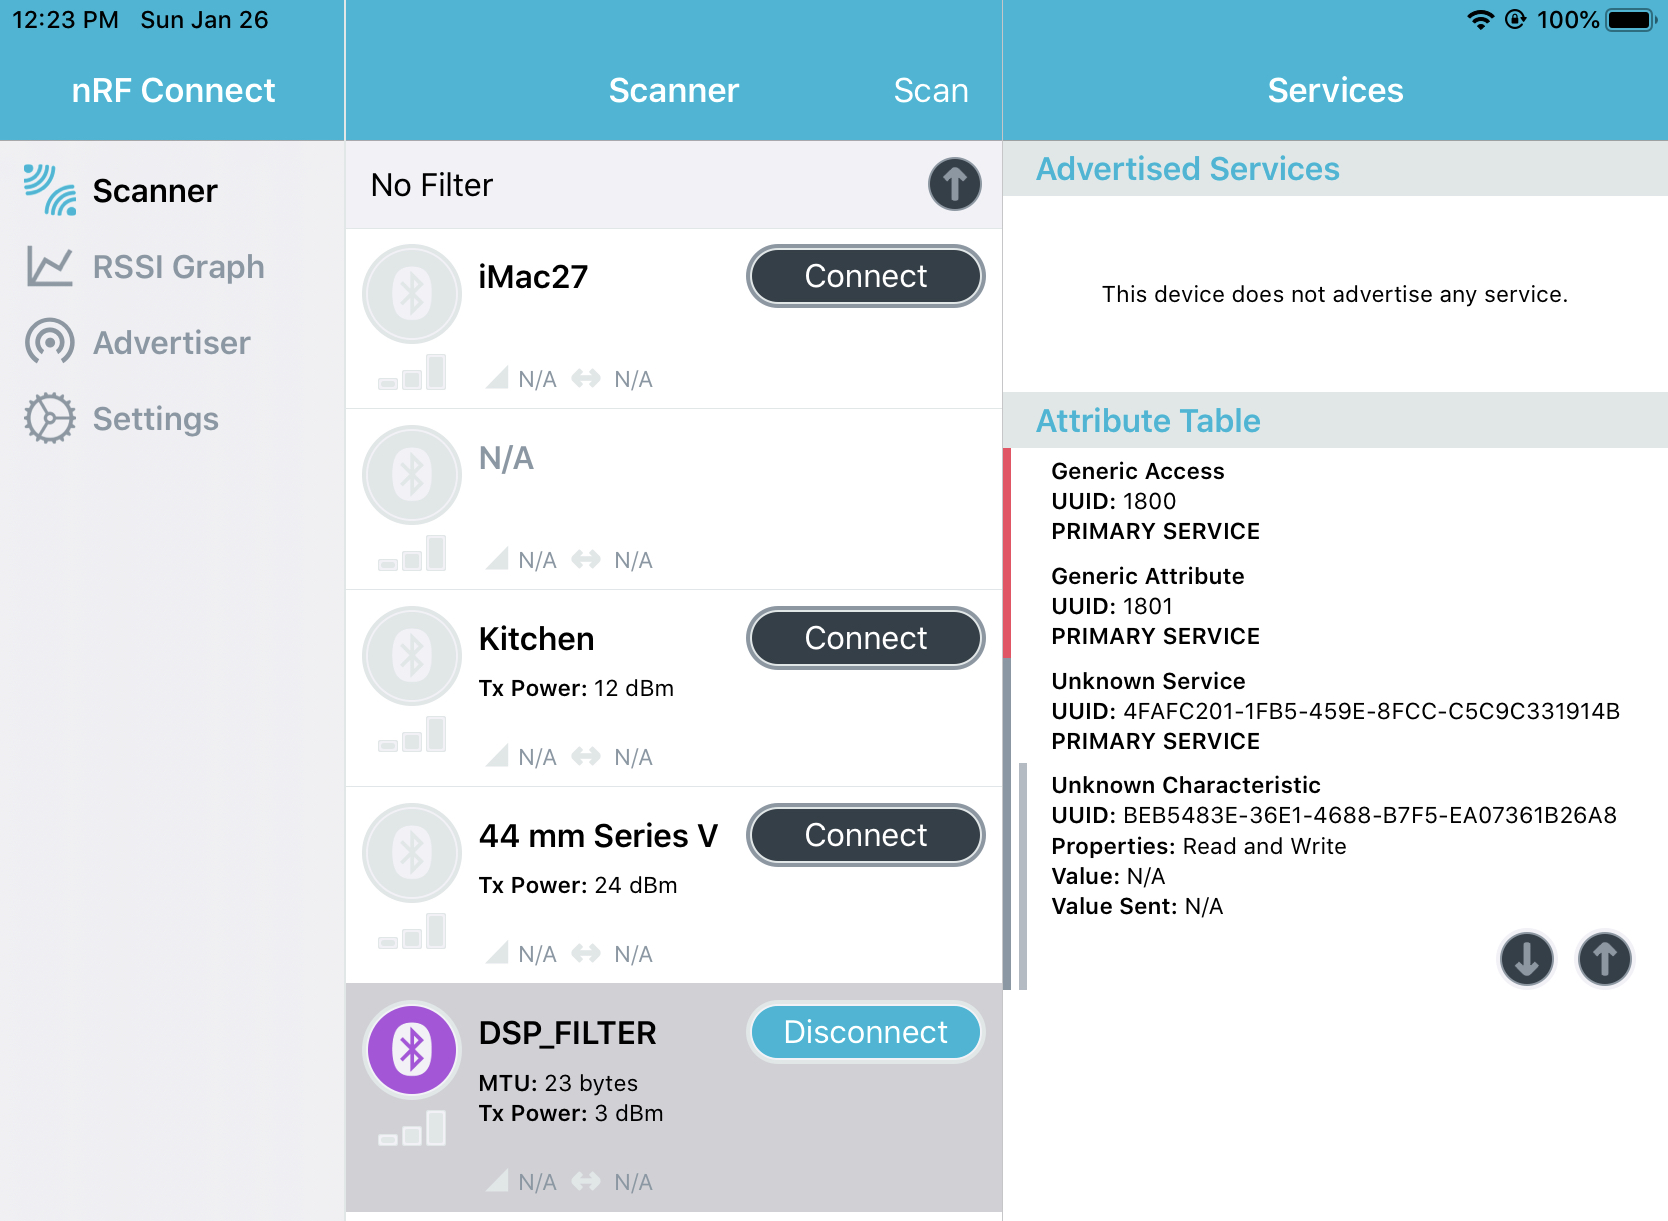 12:23 PM Sun Jan 26
100%
nRF Connect
Scanner
RSSI Graph
Advertiser
Settings
Scanner Scan
No Filter
iMac27 Connect
N/A N/A
N/A
N/A N/A
Kitchen Connect
Tx Power: 12 dBm
N/A N/A
44 mm Series V Connect
Tx Power: 24 dBm
N/A N/A
DSP_FILTER Disconnect
MTU: 23 bytes
Tx Power: 3 dBm
N/A N/A
Services
Advertised Services
This device does not advertise any service.
Attribute Table
Generic Access
UUID: 1800
PRIMARY SERVICE
Generic Attribute
UUID: 1801
PRIMARY SERVICE
Unknown Service
UUID: 4FAFC201-1FB5-459E-8FCC-C5C9C331914B
PRIMARY SERVICE
Unknown Characteristic
UUID: BEB5483E-36E1-4688-B7F5-EA07361B26A8
Properties: Read and Write
Value: N/A
Value Sent: N/A